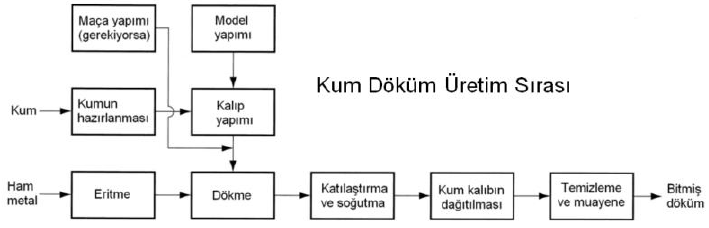 Maça yapımı
(gerekiyorsa)
Model
yapımı
Kum Döküm Üretim Sırası
Kum
Kumun
hazırlanması
Kalıp
yapımı
Ham
metal
Eritme
Dökme
Katılaştırma
ve soğutma
Kum kalıbın
dağıtılması
Temizleme
ve muayene
Bitmiş
döküm